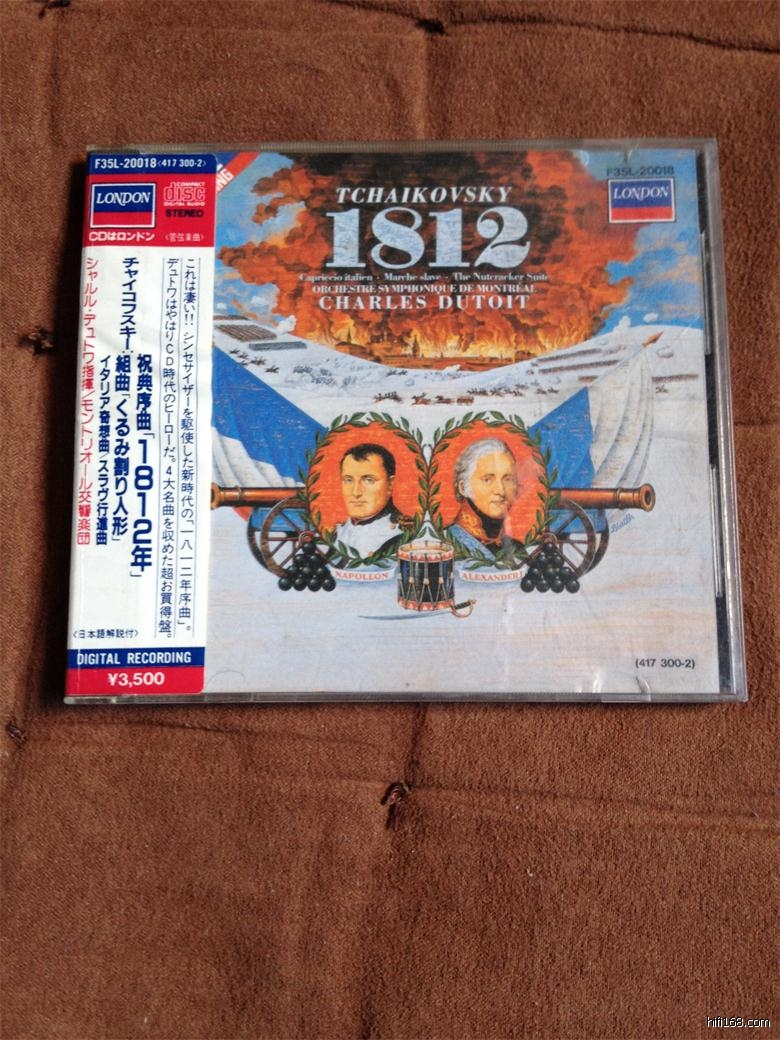 F35L-20018<417 300-2>
LONDON
COMPACT
disc
DIGITAL AUDIO
STEREO
CDはロンドン
〈管弦楽曲〉
これは凄い!! シンセサイザーを駆使した新時代の「一八一二年序曲」。
デュトワはやはりCD時代のヒーローだ。4大名曲を収めた超お買得盤。
祝典序曲「1812年」
チャイコフスキー:組曲「くるみ割り人形」
イタリア奇想曲/スラヴ行進曲
シャルル・デュトワ指揮/モントリオール交響楽団
〈日本語解説付〉
DIGITAL RECORDING
¥3,500
F35L-20018
LONDON
TCHAIKOVSKY
1812
Capriccio italien · Marche slave · The Nutcracker Suite
ORCHESTRE SYMPHONIQUE DE MONTRÉAL
CHARLES DUTOIT
NAPOLEON
ALEXANDER I
(417 300-2)
hifi168.com